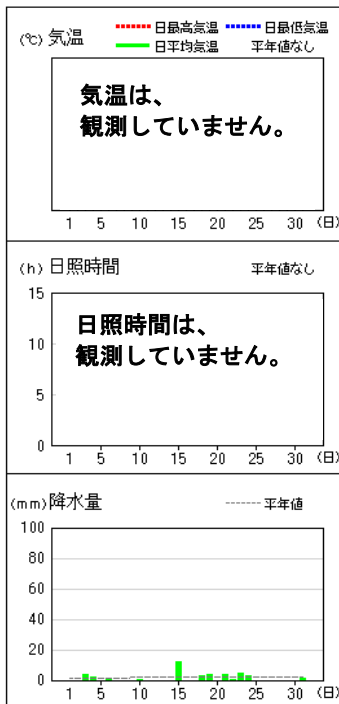 (℃) 気温 日最高気温 日最低気温
日平均気温 平年値なし
気温は、
観測していません。
1 5 10 15 20 25 30 (日)
(h) 日照時間 平年値なし
15
日照時間は、
10
観測していません。
5
0
1 5 10 15 20 25 30 (日)
(mm) 降水量 平年値
100
80
60
40
20
0
1 5 10 15 20 25 30 (日)